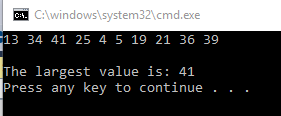 C:\windows\system32\cmd.exe
13 34 41 25 4 5 19 21 36 39
The largest value is: 41
Press any key to continue . . .